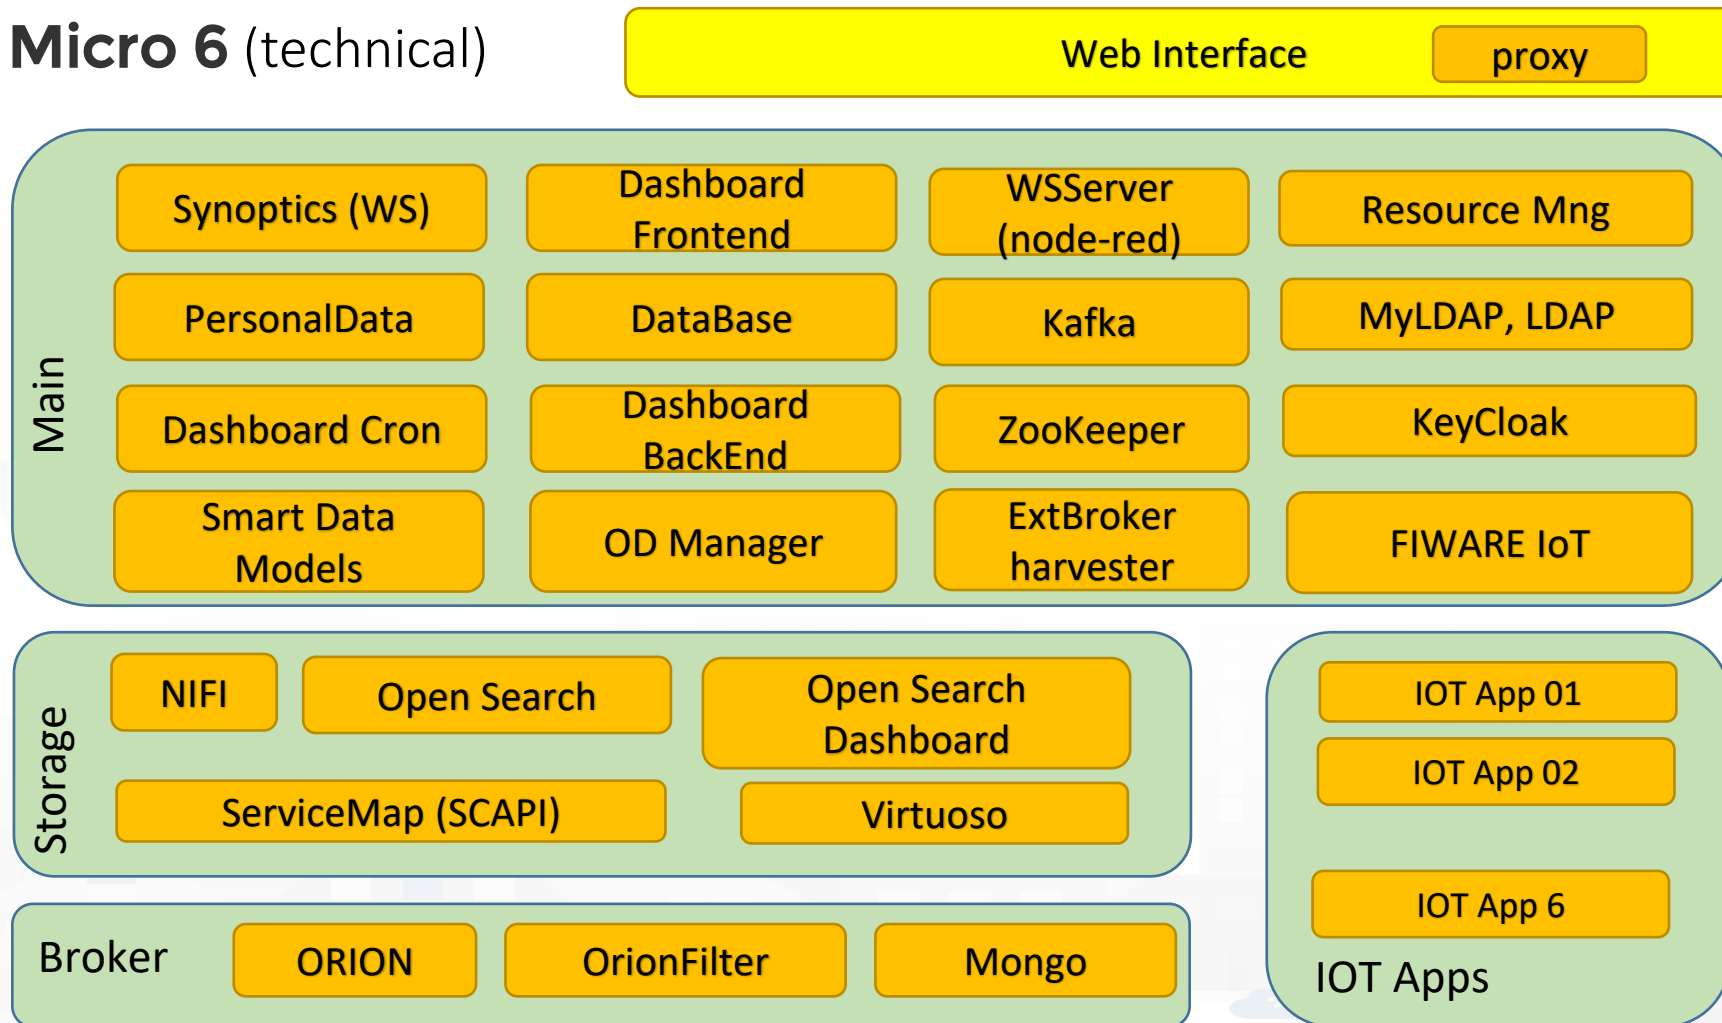 Micro 6 (technical)
Web Interface
proxy
Main
Synoptics (WS)
Dashboard
Frontend
WSServer
(node-red)
Resource Mng
PersonalData
DataBase
Kafka
MyLDAP, LDAP
Dashboard Cron
Dashboard
BackEnd
ZooKeeper
KeyCloak
Smart Data
Models
OD Manager
ExtBroker
harvester
FIWARE IoT
Storage
NIFI
Open Search
Open Search
Dashboard
ServiceMap (SCAPI)
Virtuoso
Broker
ORION
OrionFilter
Mongo
IOT App 01
IOT App 02
IOT App 6
IOT Apps